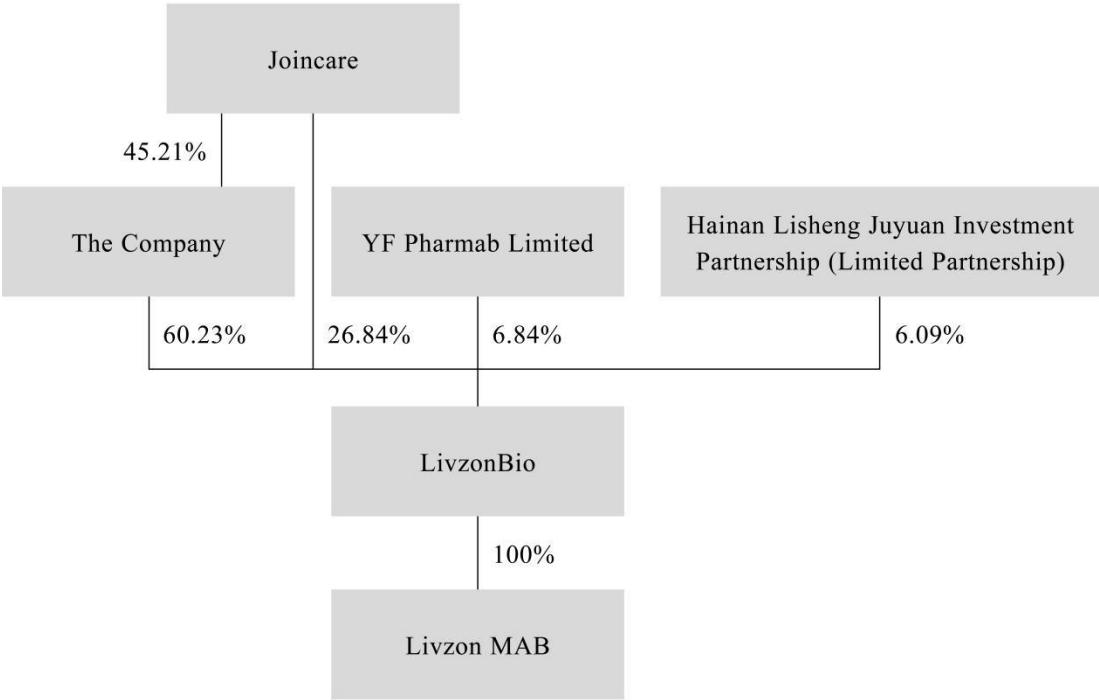 Joincare
45.21%
The Company
YF Pharmab Limited
Hainan Lisheng Juyuan Investment
Partnership (Limited Partnership)
60.23%
26.84%
6.84%
6.09%
LivzonBio
100%
Livzon MAB